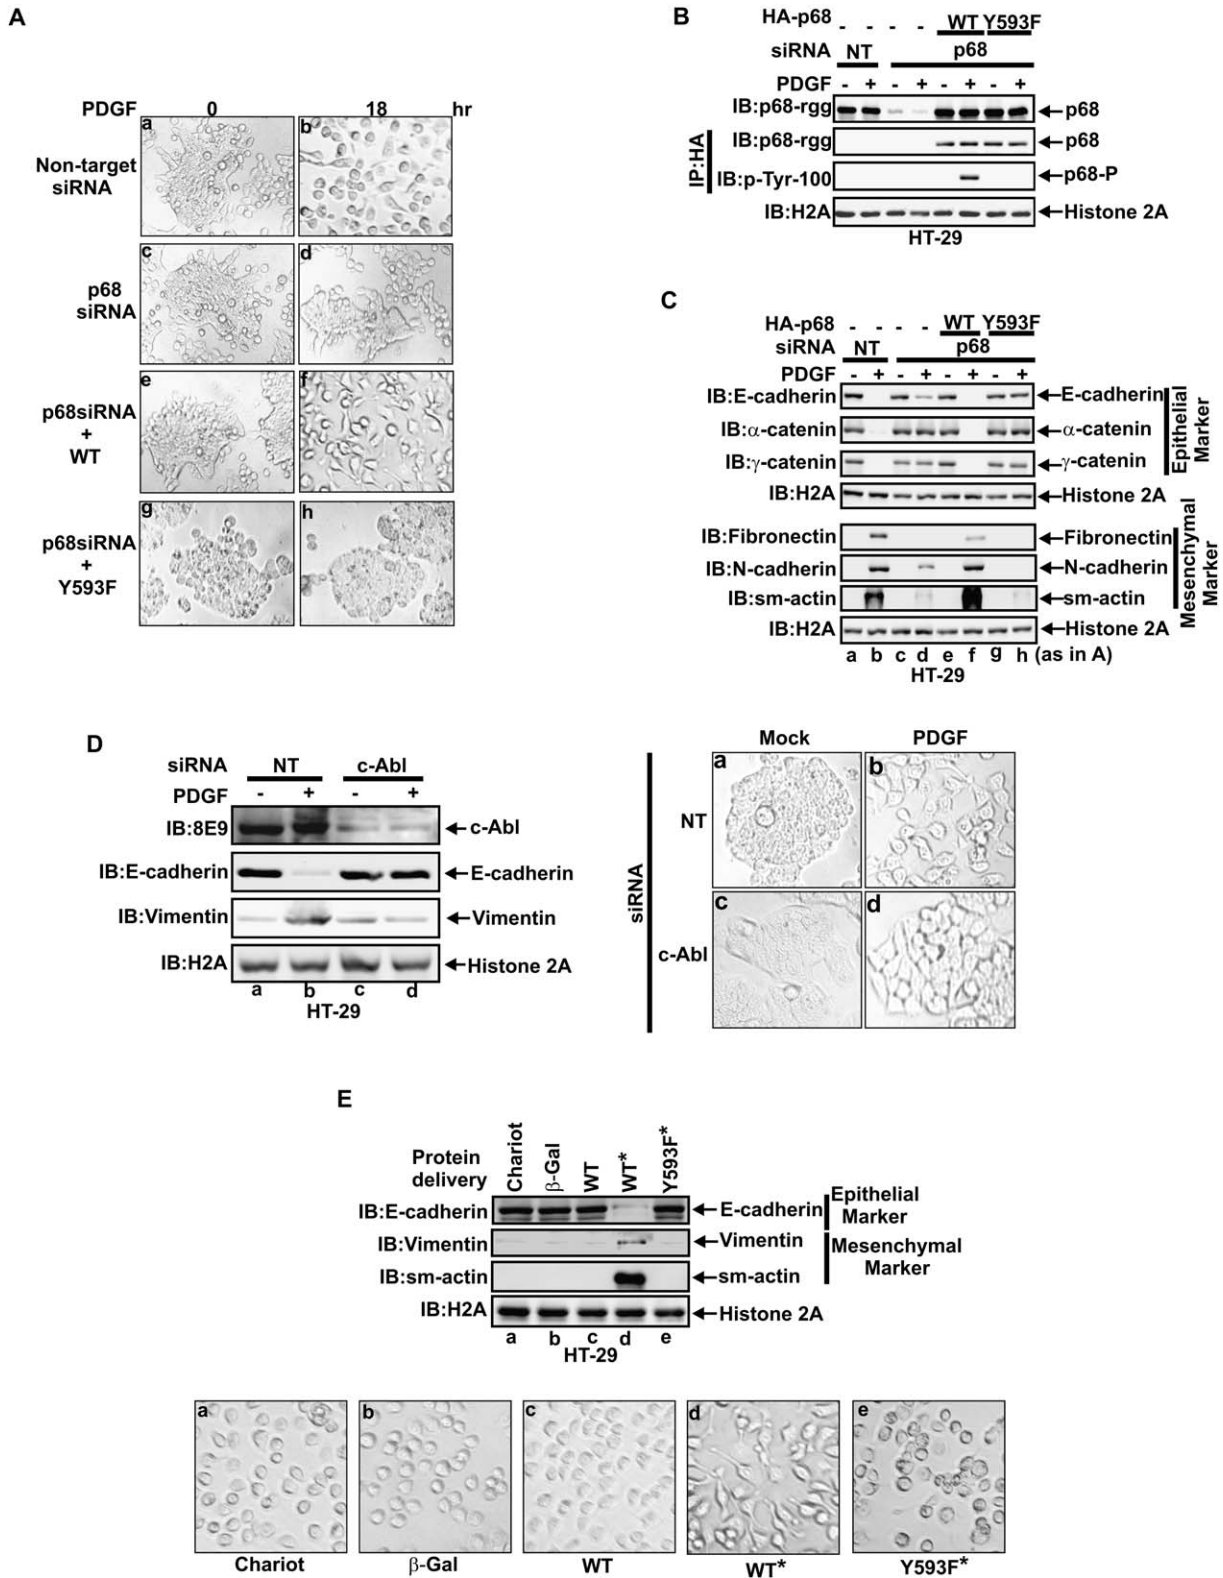 A
PDGF 0 18 hr
a b
Non-target
siRNA
c d
p68
siRNA
e f
p68siRNA
+
WT
g h
p68siRNA
+
Y593F
B
HA-p68 - - - - WT Y593F
siRNA NT p68
PDGF - + - + - + - +
IB:p68-rgg p68
IP:HA
IB:p68-rgg p68
IB:p-Tyr-100 p68-P
IB:H2A Histone 2A
HT-29
C
HA-p68 - - - - WT Y593F
siRNA NT p68
PDGF - + - + - + - +
IB:E-cadherin E-cadherin
IB:α-catenin α-catenin
IB:γ-catenin γ-catenin
Epithelial
Marker
IB:H2A Histone 2A
IB:Fibronectin Fibronectin
IB:N-cadherin N-cadherin
IB:sm-actin sm-actin
Mesenchymal
Marker
IB:H2A Histone 2A
a b c d e f g h (as in A)
HT-29
D
siRNA NT c-Abl
PDGF - + - +
IB:8E9 c-Abl
IB:E-cadherin E-cadherin
IB:Vimentin Vimentin
IB:H2A Histone 2A
a b c d
HT-29
Mock PDGF
siRNA
a b
NT
c d
c-Abl
E
Protein
delivery
Chariot β-Gal WT WT* Y593F*
IB:E-cadherin E-cadherin
Epithelial
Marker
IB:Vimentin Vimentin
IB:sm-actin sm-actin
Mesenchymal
Marker
IB:H2A Histone 2A
a b c d e
HT-29
a b c d e
Chariot β-Gal WT WT* Y593F*